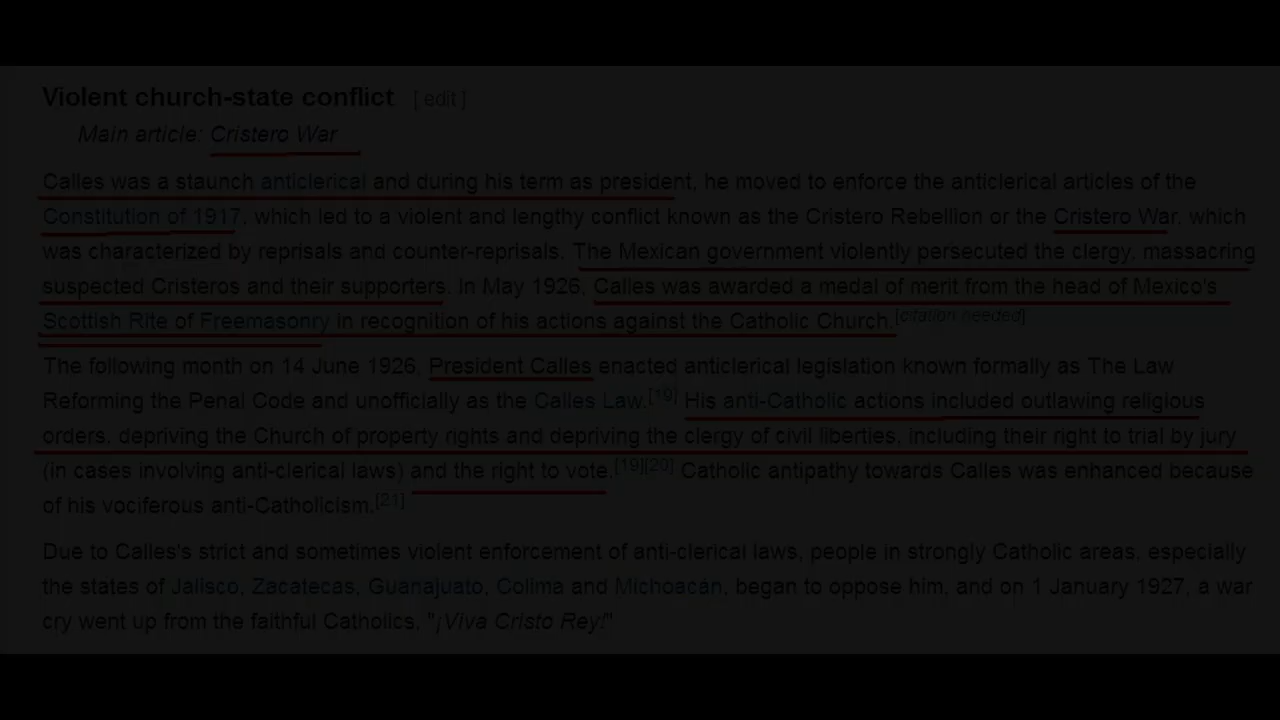 Violent church-state conflict [ edit ]
Main article: Cristero War
Calles was a staunch anticlerical and during his term as president, he moved to enforce the anticlerical articles of the
Constitution of 1917, which led to a violent and lengthy conflict known as the Cristero Rebellion or the Cristero War, which
was characterized by reprisals and counter-reprisals. The Mexican government violently persecuted the clergy, massacring
suspected Cristeros and their supporters. In May 1926, Calles was awarded a medal of merit from the head of Mexico's
Scottish Rite of Freemasonry in recognition of his actions against the Catholic Church.[citation needed]
The following month on 14 June 1926, President Calles enacted anticlerical legislation known formally as The Law
Reforming the Penal Code and unofficially as the Calles Law.[19] His anti-Catholic actions included outlawing religious
orders, depriving the Church of property rights and depriving the clergy of civil liberties, including their right to trial by jury
(in cases involving anti-clerical laws) and the right to vote.[19][20] Catholic antipathy towards Calles was enhanced because
of his vociferous anti-Catholicism.[21]
Due to Calles's strict and sometimes violent enforcement of anti-clerical laws, people in strongly Catholic areas, especially
the states of Jalisco, Zacatecas, Guanajuato, Colima and Michoacán, began to oppose him, and on 1 January 1927, a war
cry went up from the faithful Catholics, "¡Viva Cristo Rey!"